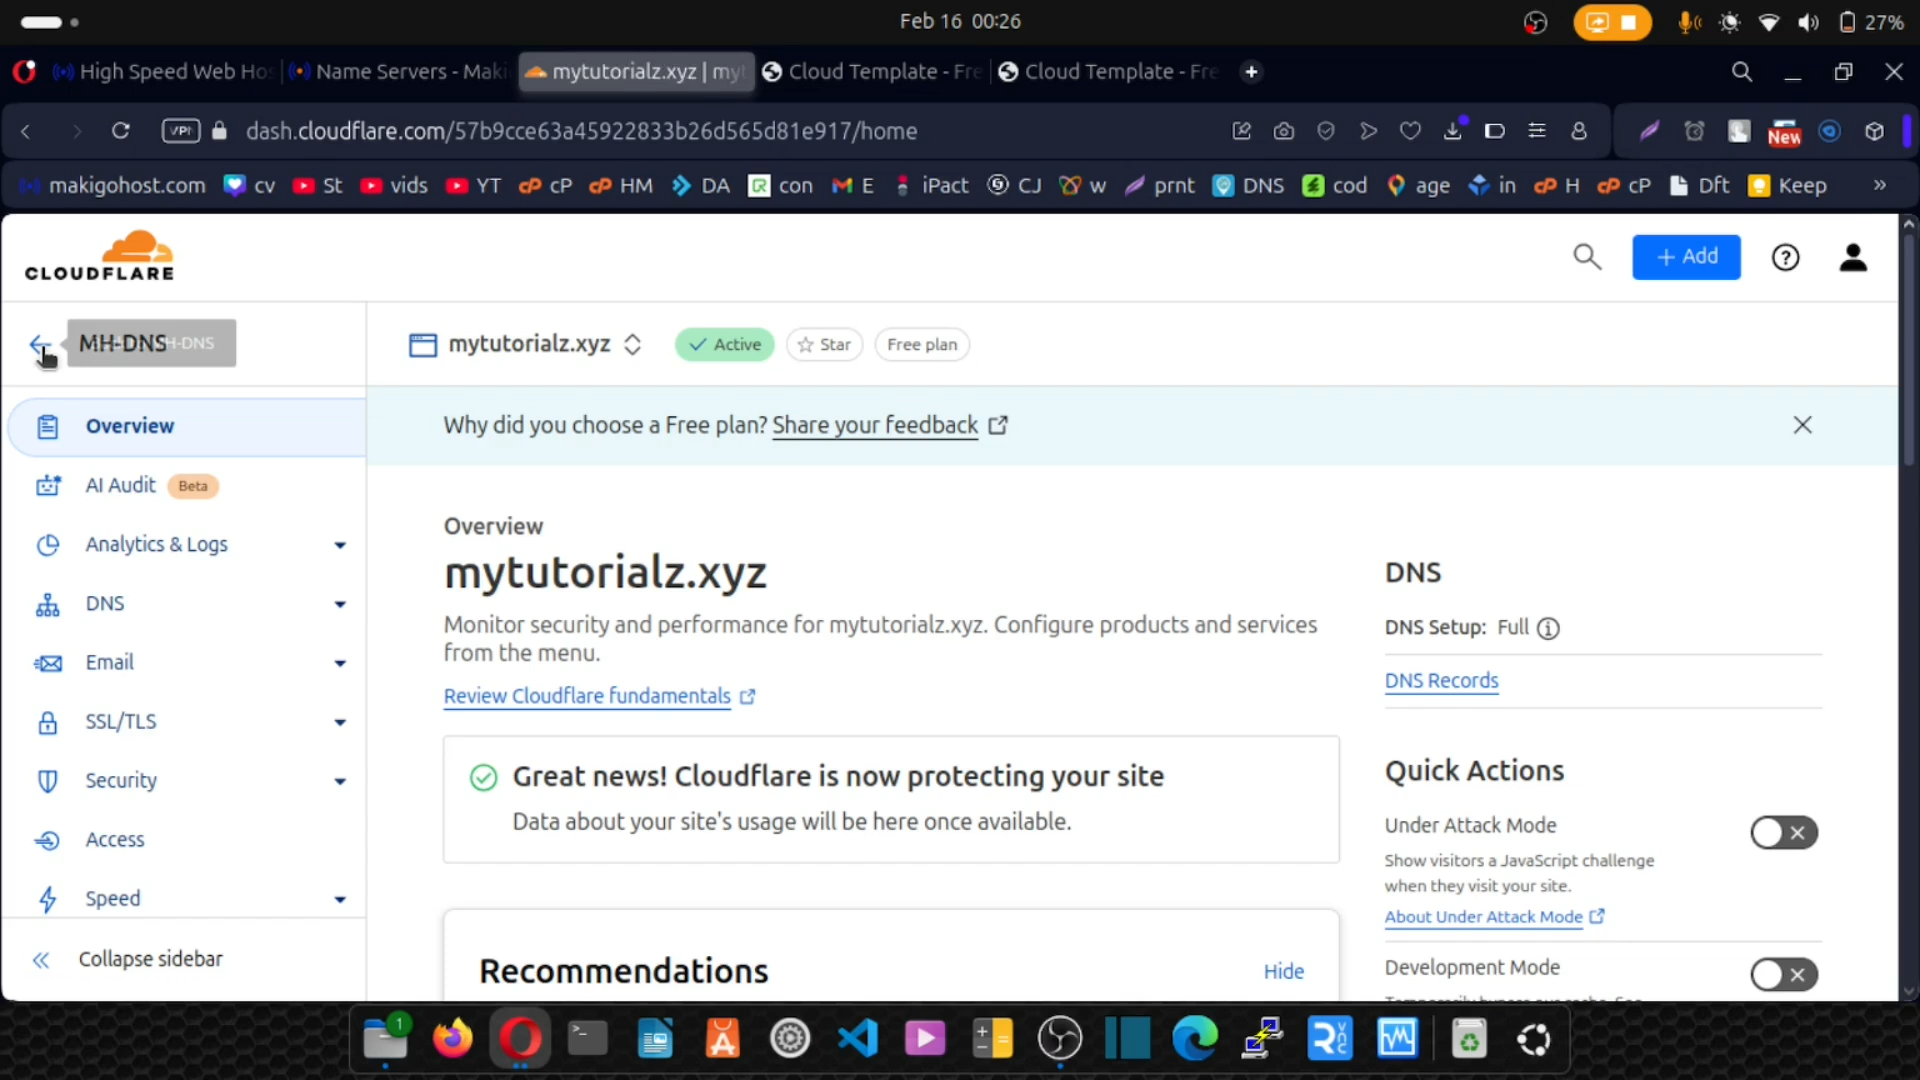 Feb 16 00:26
27%
High Speed Web Hos
Name Servers - Maki
mytutorialz.xyz | myt
Cloud Template - Fre
Cloud Template - Fre
VPN
dash.cloudflare.com/57b9cce63a45922833b26d565d81e917/home
New
makigohost.com
cv
St
vids
YT
cP
HM
DA
con
E
iPact
CJ
w
prnt
DNS
cod
age
in
H
cP
Dft
Keep
CLOUDFLARE
+ Add
MH-DNS
mytutorialz.xyz
Active
Star
Free plan
Overview
Why did you choose a Free plan? Share your feedback
AI Audit Beta
Analytics & Logs
DNS
Email
SSL/TLS
Security
Access
Speed
Collapse sidebar
Overview
mytutorialz.xyz
Monitor security and performance for mytutorialz.xyz. Configure products and services
from the menu.
Review Cloudflare fundamentals
Great news! Cloudflare is now protecting your site
Data about your site's usage will be here once available.
Recommendations
Hide
DNS
DNS Setup: Full
DNS Records
Quick Actions
Under Attack Mode
Show visitors a JavaScript challenge
when they visit your site.
About Under Attack Mode
Development Mode
1